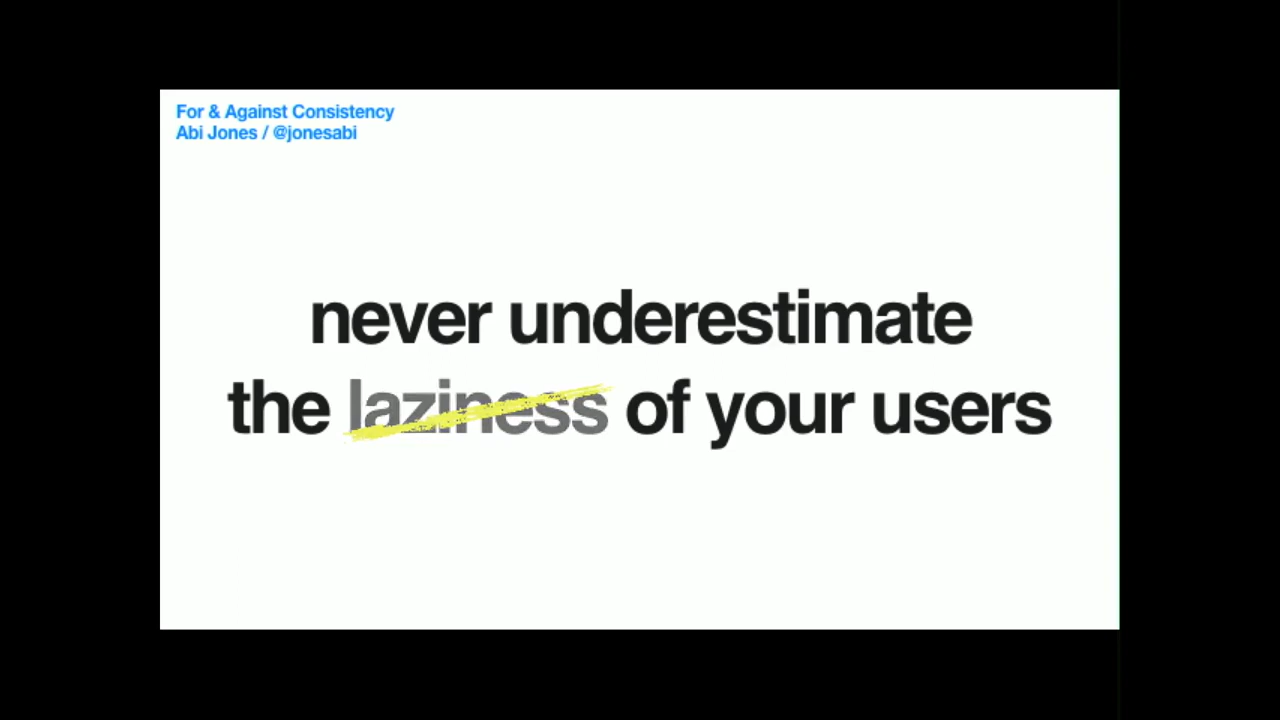 For & Against Consistency
Abi Jones / @jonesabi
never underestimate
the laziness of your users